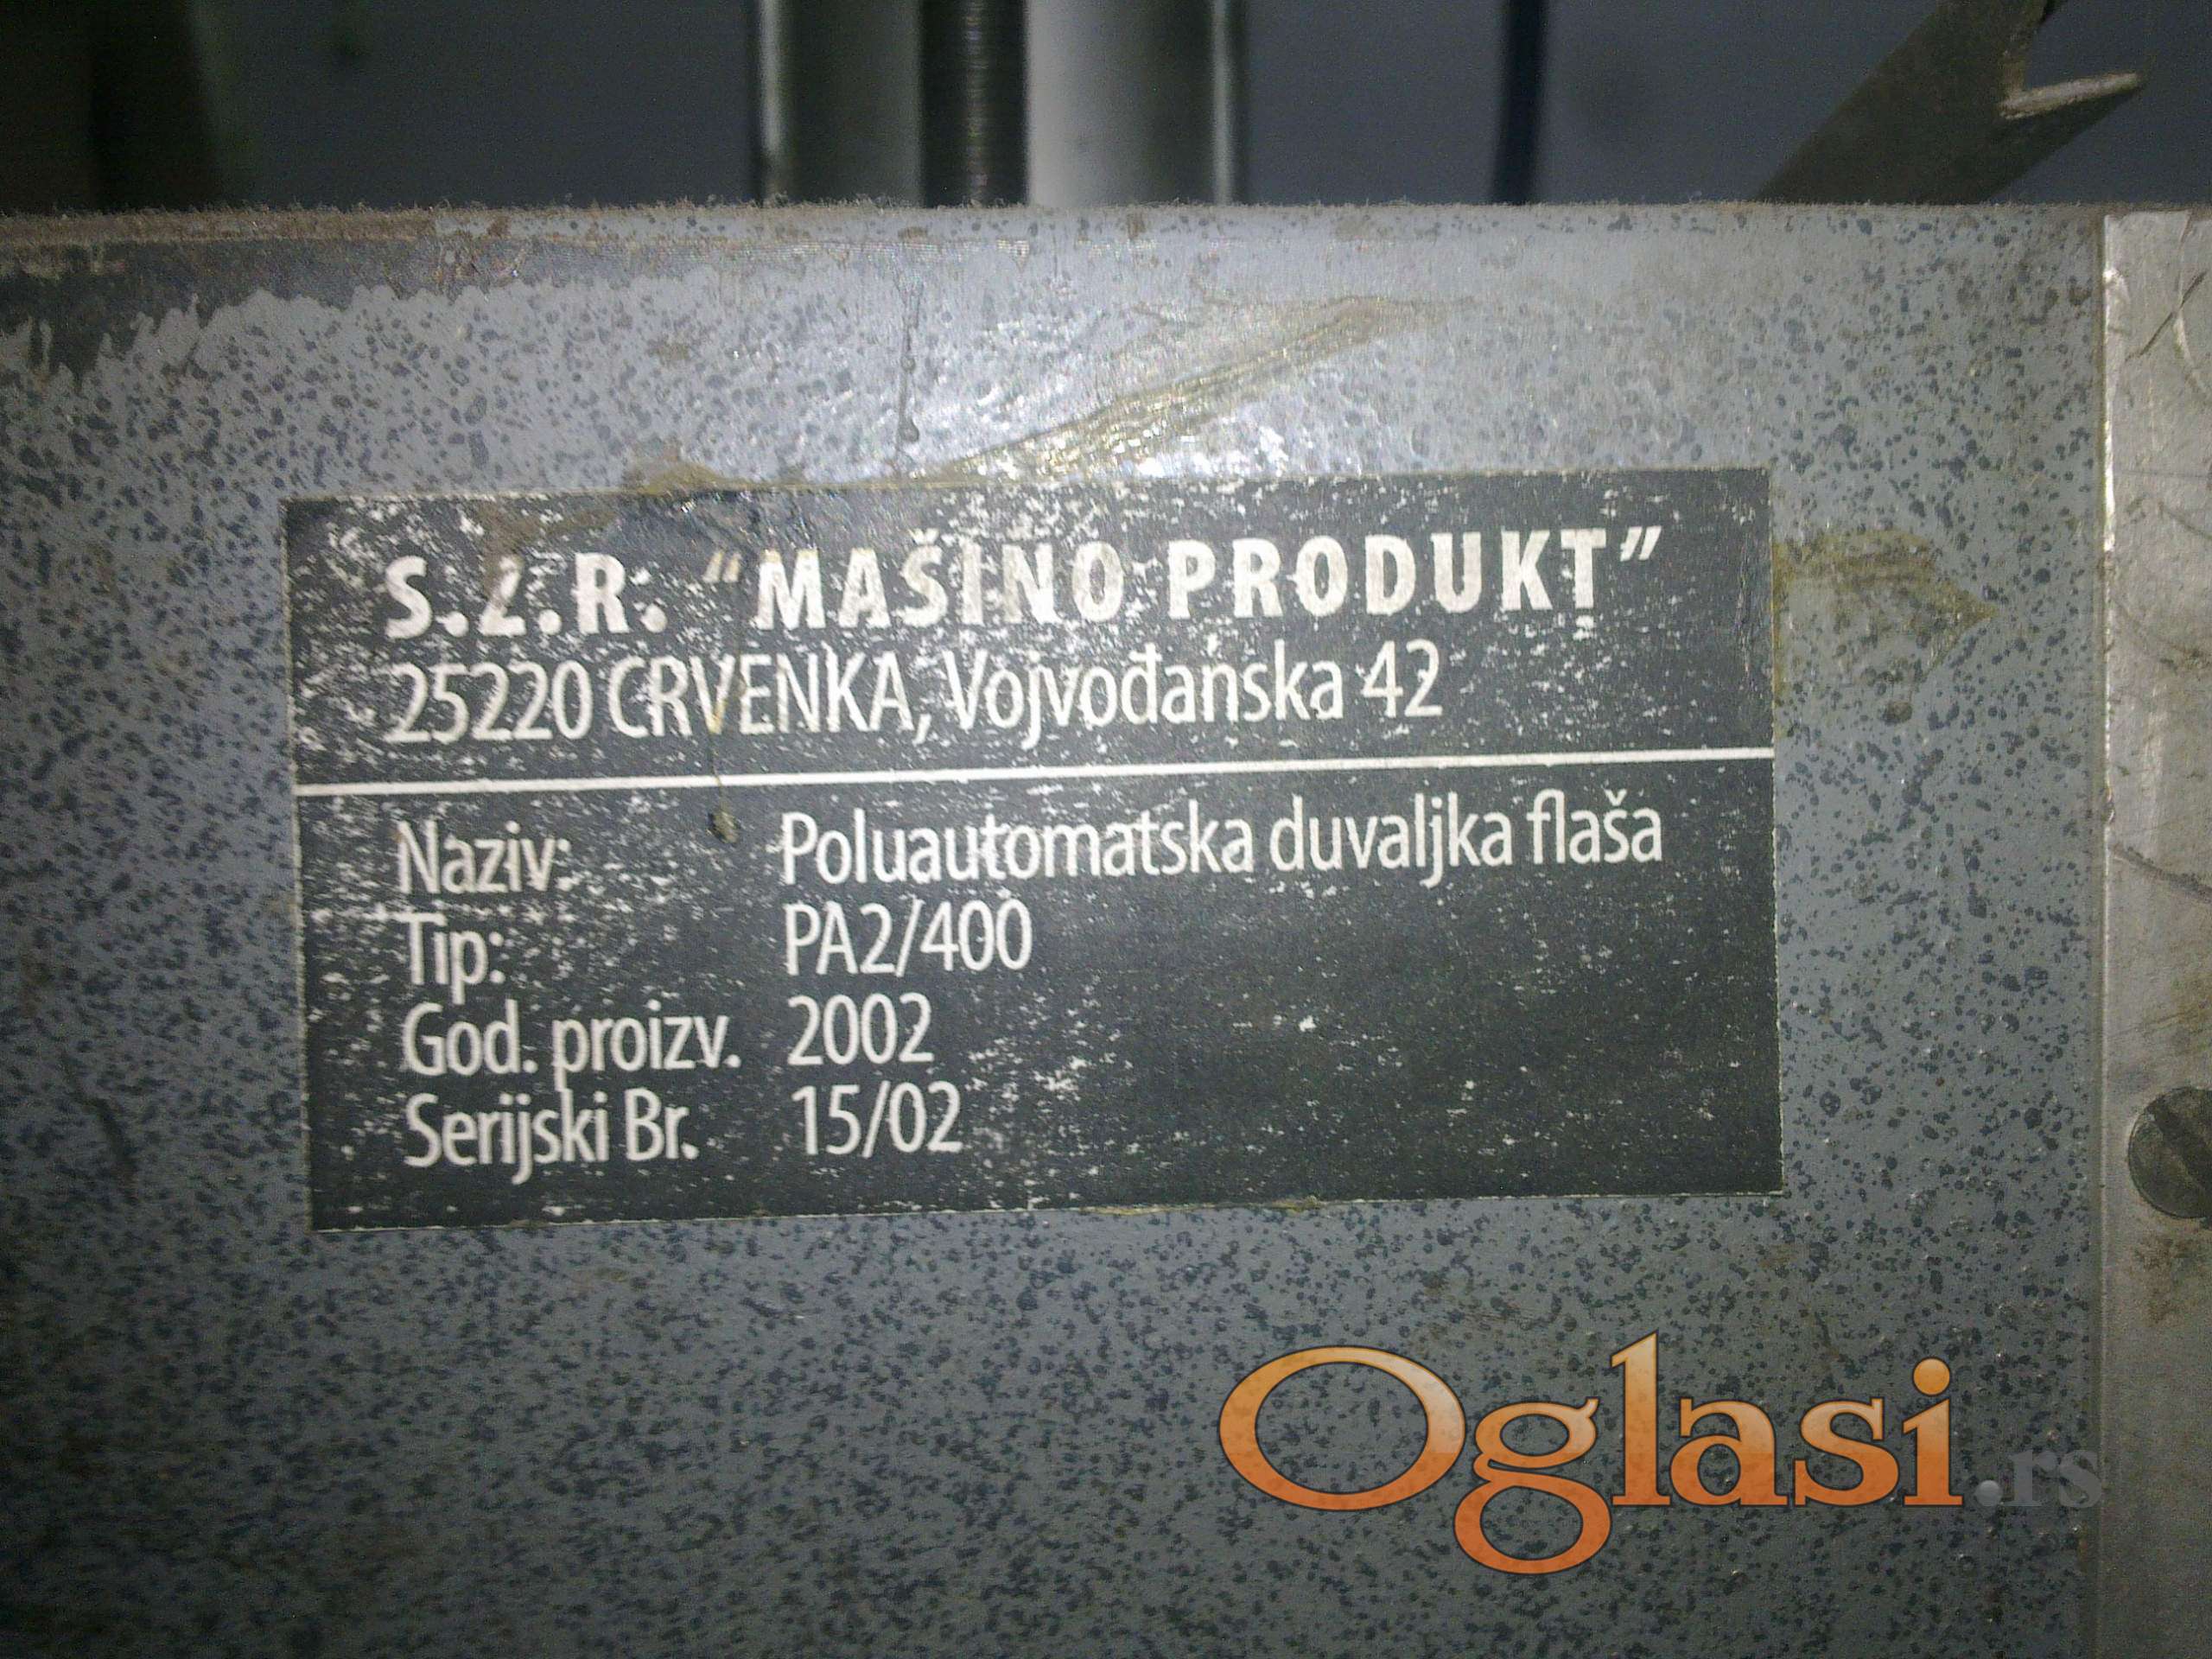 S.Z.R. "MAŠINO PRODUKT"
25220 CRVENKA, Vojvođanska 42
Naziv: Poluautomatska duvaljka flaša
Tip: PA2/400
God. proizv. 2002
Serijski Br. 15/02
Oglasi.rs